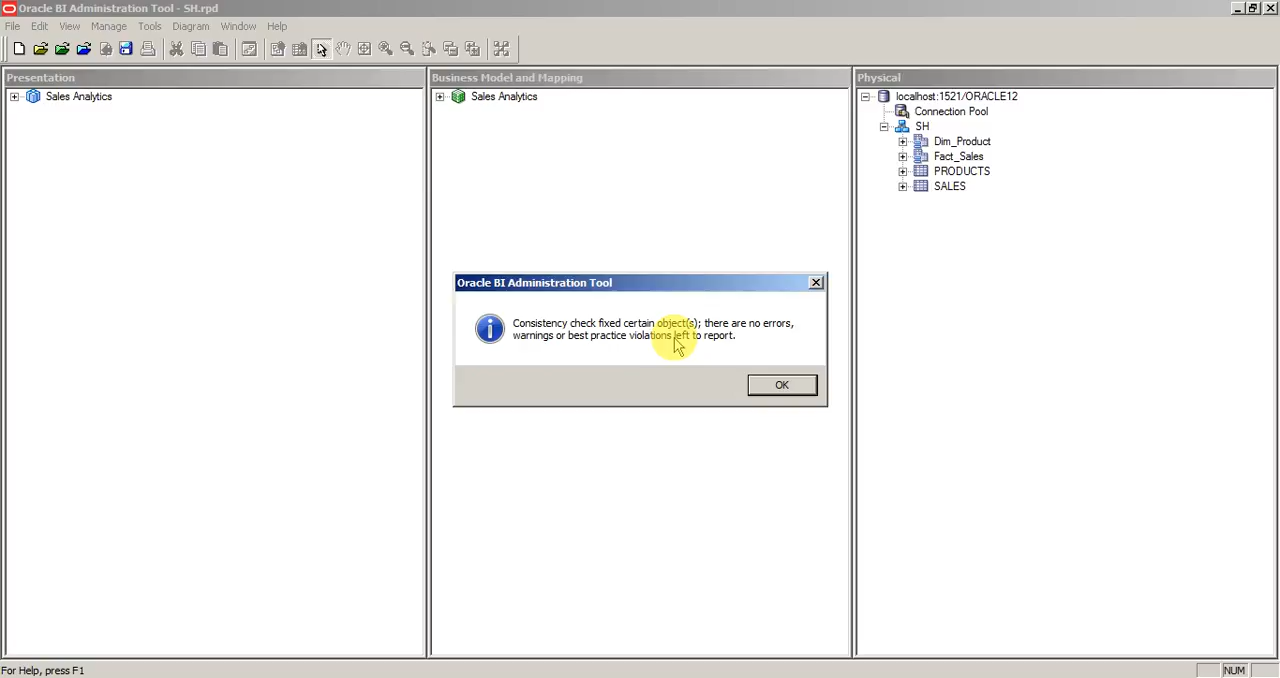 Oracle BI Administration Tool - SH.rpd
File Edit View Manage Tools Diagram Window Help
Presentation
Sales Analytics
Business Model and Mapping
Sales Analytics
Physical
localhost:1521/ORACLE12
Connection Pool
SH
Dim_Product
Fact_Sales
PRODUCTS
SALES
Oracle BI Administration Tool
Consistency check fixed certain object(s); there are no errors,
warnings or best practice violations left to report.
OK
For Help, press F1
NUM